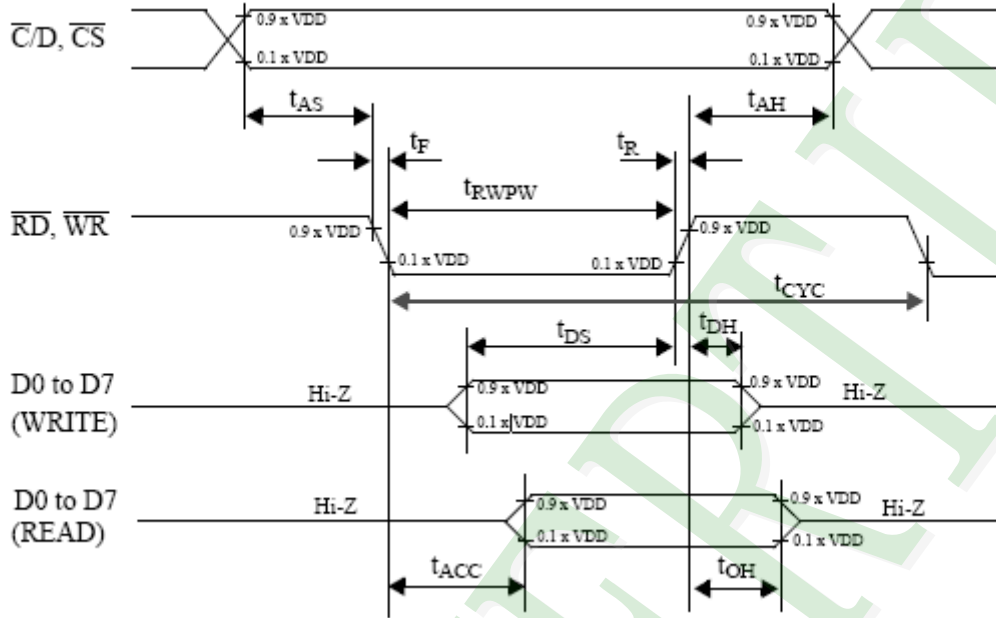 C̅/D, C̅S̅
0.9 x VDD
0.9 x VDD
0.1 x VDD
0.1 x VDD
tAS
tAH
tF
tR
tRWPW
R̅D̅, W̅R̅
0.9 x VDD
0.9 x VDD
0.1 x VDD
0.1 x VDD
tCYC
tDS
tDH
D0 to D7
(WRITE)
Hi-Z
0.9 x VDD
0.9 x VDD
Hi-Z
0.1 x VDD
0.1 x VDD
D0 to D7
(READ)
Hi-Z
0.9 x VDD
0.9 x VDD
Hi-Z
0.1 x VDD
0.1 x VDD
tACC
tOH